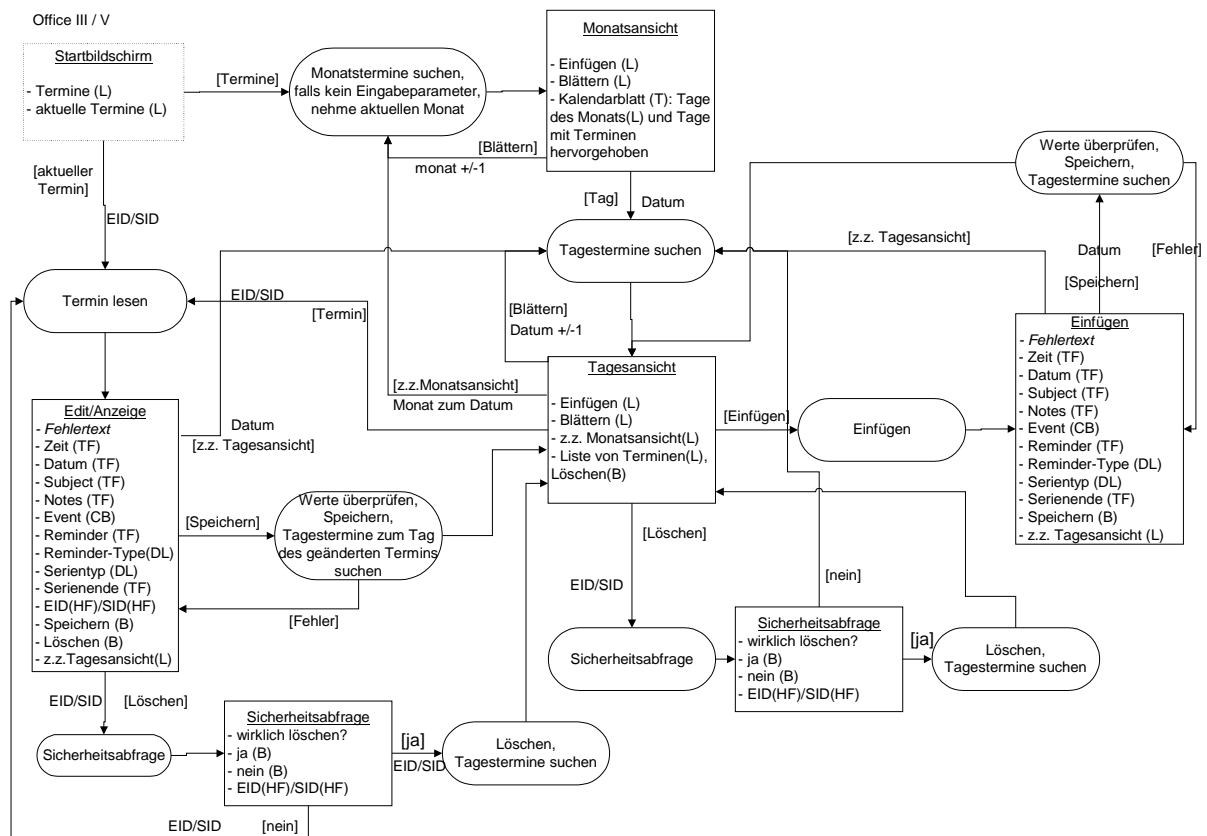 Office III / V
Startbildschirm
- Termine (L)
- aktuelle Termine (L)
[Termine]
Monatstermine suchen,
falls kein Eingabeparameter,
nehme aktuellen Monat
Monatsansicht
- Einfügen (L)
- Blättern (L)
- Kalendarblatt (T): Tage
des Monats(L) und Tage
mit Terminen
hervorgehoben
[Blättern]
monat +/-1
[aktueller
Termin]
EID/SID
[Tag]
Datum
Werte überprüfen,
Speichern,
Tagestermine suchen
Tagestermine suchen
[z.z. Tagesansicht]
Datum
[Fehler]
[Speichern]
Termin lesen
EID/SID
[Termin]
[Blättern]
Datum +/-1
Einfügen
- Fehlertext
- Zeit (TF)
- Datum (TF)
- Subject (TF)
- Notes (TF)
- Event (CB)
- Reminder (TF)
- Reminder-Type (DL)
- Serientyp (DL)
- Serienende (TF)
- Speichern (B)
- z.z. Tagesansicht (L)
Tagesansicht
- Einfügen (L)
- Blättern (L)
- z.z. Monatsansicht(L)
- Liste von Terminen(L),
Löschen(B)
[z.z.Monatsansicht]
Monat zum Datum
[Einfügen]
Einfügen
Edit/Anzeige
- Fehlertext
- Zeit (TF)
- Datum (TF)
- Subject (TF)
- Notes (TF)
- Event (CB)
- Reminder (TF)
- Reminder-Type(DL)
- Serientyp (DL)
- Serienende (TF)
- EID(HF)/SID(HF)
- Speichern (B)
- Löschen (B)
- z.z.Tagesansicht(L)
Datum
[z.z. Tagesansicht]
[Speichern]
Werte überprüfen,
Speichern,
Tagestermine zum Tag
des geänderten Termins
suchen
[Fehler]
[Löschen]
EID/SID
[nein]
Sicherheitsabfrage
Sicherheitsabfrage
- wirklich löschen?
- ja (B)
- nein (B)
- EID(HF)/SID(HF)
[ja]
Löschen,
Tagestermine suchen
EID/SID
[Löschen]
Sicherheitsabfrage
Sicherheitsabfrage
- wirklich löschen?
- ja (B)
- nein (B)
- EID(HF)/SID(HF)
[ja]
EID/SID
Löschen,
Tagestermine suchen
EID/SID
[nein]